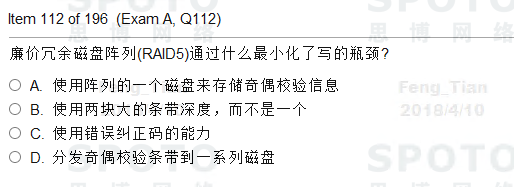 Item 112 of 196 (Exam A, Q112)
廉价冗余磁盘阵列(RAID5)通过什么最小化了写的瓶颈?
A. 使用阵列的一个磁盘来存储奇偶校验信息
B. 使用两块大的条带深度，而不是一个
C. 使用错误纠正码的能力
D. 分发奇偶校验条带到一系列磁盘
SPOTO
思博网络
Feng_Tian
2018/4/10
SPOTO